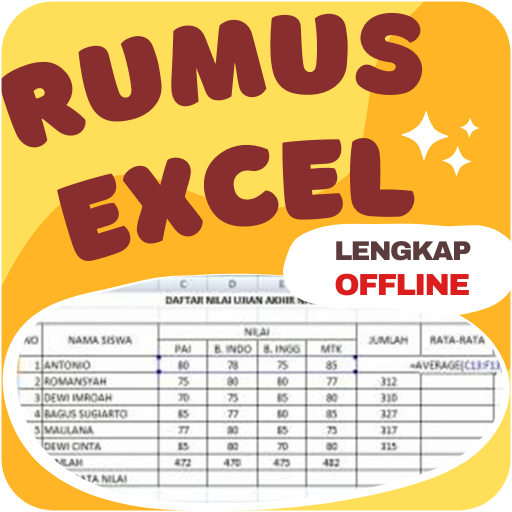 RUMUS
EXCEL
LENGKAP
OFFLINE
C D E
DAFTAR NILAI UJIAN AKHIR
NO NAMA SISWA NILAI JUMLAH RATA-RATA
PAI B. INDO B. INGG MTK
1 ANTONIO 80 78 75 85 =AVERAGE(C13:F13
2 ROMANSYAH 75 80 80 77 312
3 DEWI IMROAH 70 75 85 80 310
4 BAGUS SUGIARTO 85 77 80 85 327
5 MAULANA 77 80 85 75 317
DEWI CINTA 85 80 70 80 315
MLAH 472 470 475 482
ATA NILAI